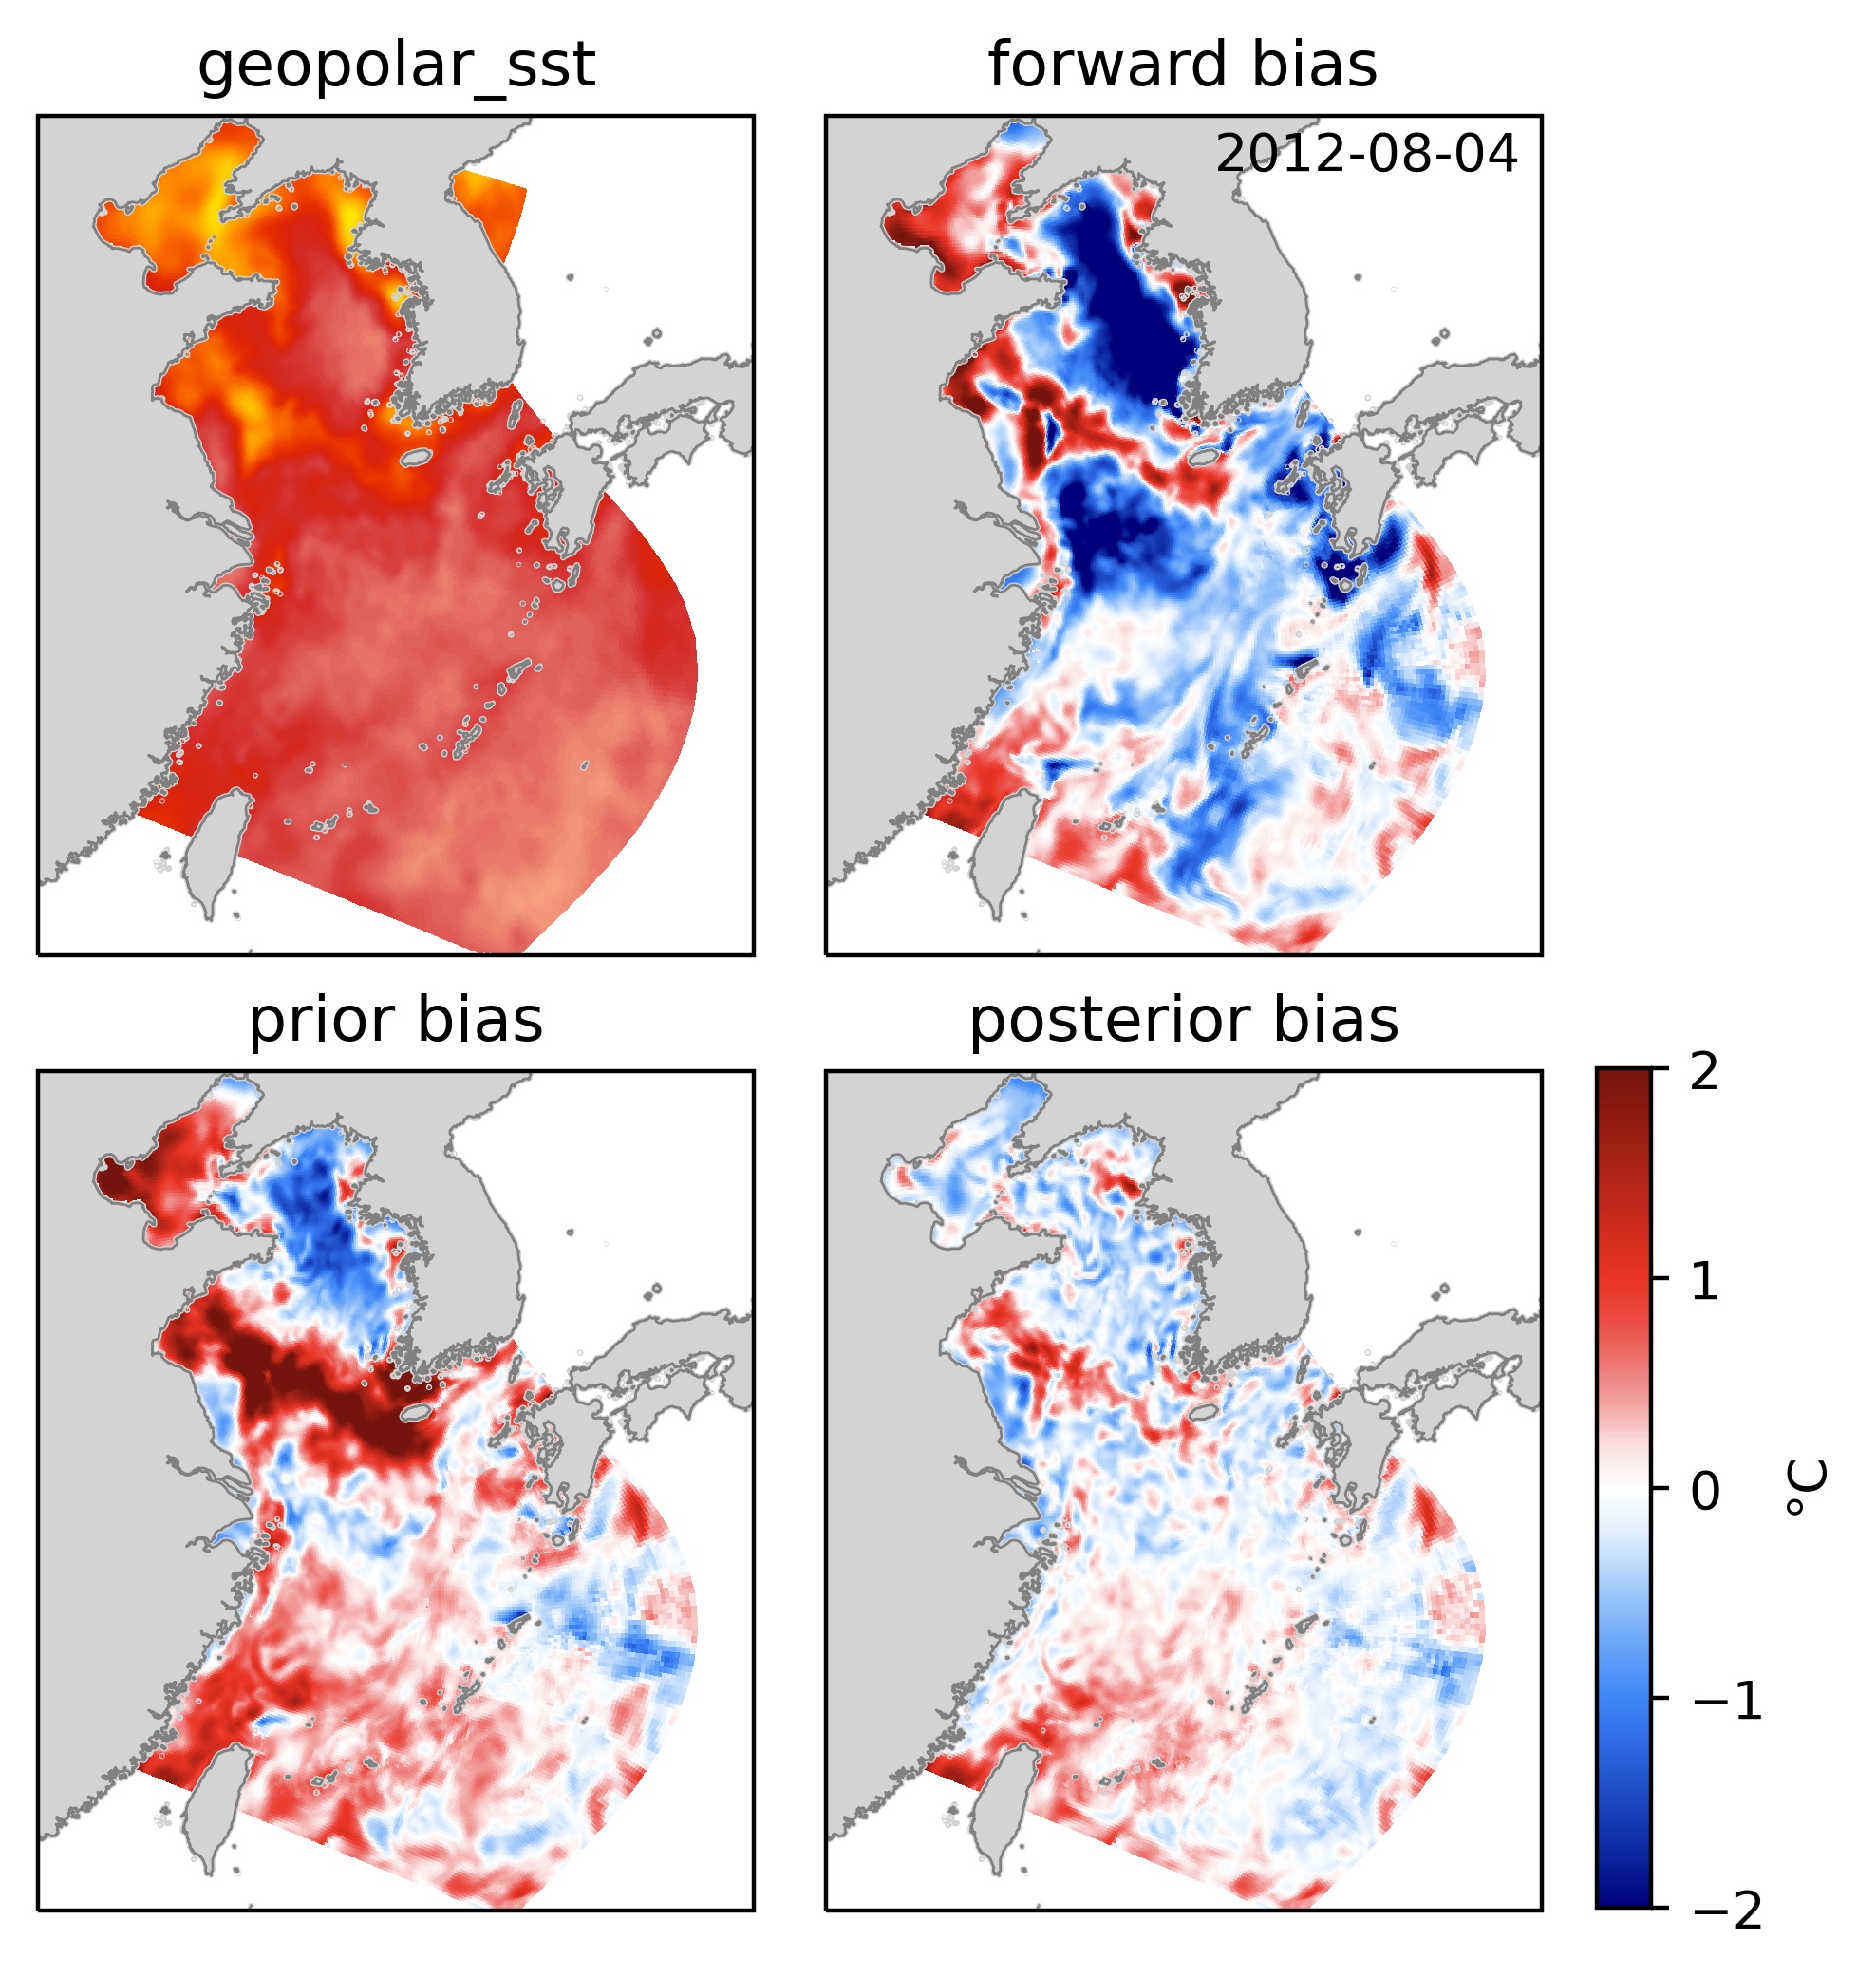 geopolar_sst
forward bias
2012-08-04
prior bias
posterior bias
2
1
0
−1
−2
°C